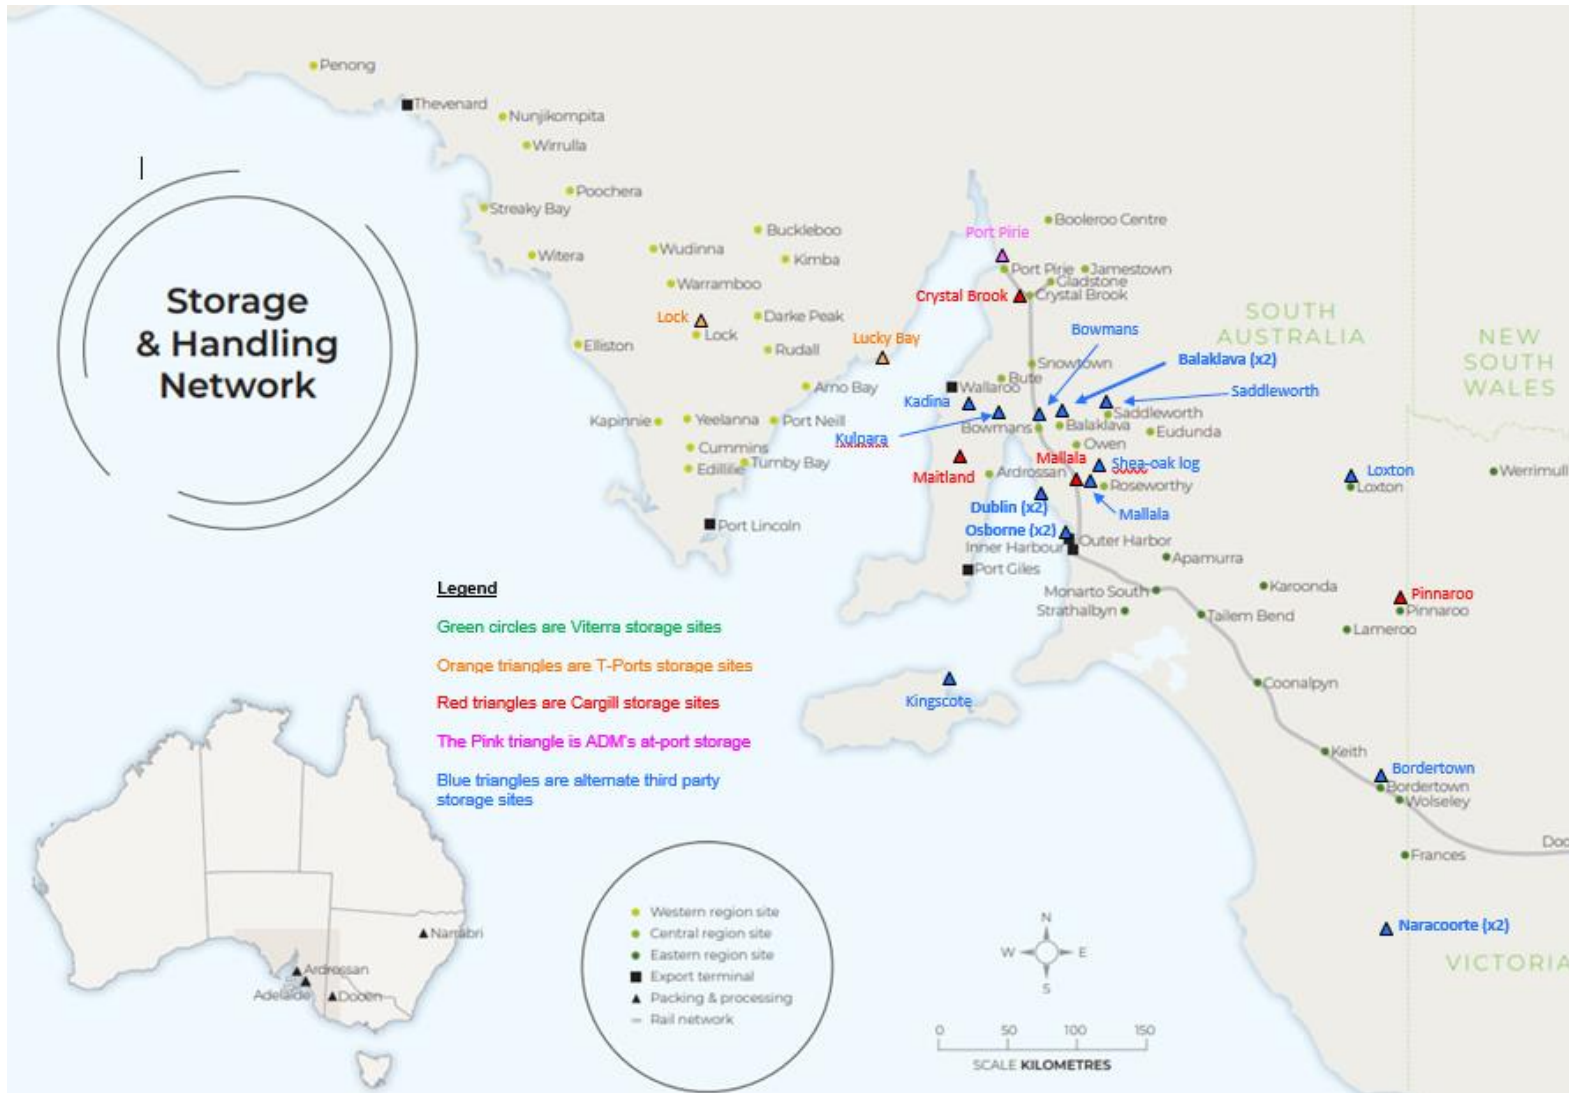 Penong
Thevenard
Nunjikompita
Wirrulla
Poochera
Streaky Bay
Witera
Wudinna
Buckleboo
Kimba
Warramboo
Lock
Lock
Darke Peak
Rudall
Elliston
Lucky Bay
Arno Bay
Kapinnie
Yeelanna
Port Neill
Cummins
Edillilie
Tumby Bay
Port Lincoln
Storage
& Handling
Network
Booleroo Centre
Port Pirie
Port Pirie
Jamestown
Gladstone
Crystal Brook
Crystal Brook
Bowmans
Snowtown
Balaklava (x2)
Bute
Wallaroo
Saddleworth
Kadina
Saddleworth
Kulpara
Bowmans
Balaklava
Eudunda
Owen
Maitland
Ardrossan
Mallala
Shea-oak log
Roseworthy
Dublin (x2)
Mallala
Osborne (x2)
Outer Harbor
Inner Harbour
Port Giles
Apamurra
Monarto South
Strathalbyn
Tailem Bend
Karoonda
Loxton
Loxton
Werrimull
Pinnaroo
Pinnaroo
Lameroo
Coonalpyn
Kingscote
Keith
Bordertown
Bordertown
Wolseley
Doo
Frances
Naracoorte (x2)
SOUTH
AUSTRALIA
NEW
SOUTH
WALES
VICTORIA
Legend
Green circles are Viterra storage sites
Orange triangles are T-Ports storage sites
Red triangles are Cargill storage sites
The Pink triangle is ADM's at-port storage
Blue triangles are alternate third party
storage sites
Narrabri
Ardrossan
Adelaide
Dooen
Western region site
Central region site
Eastern region site
Export terminal
Packing & processing
Rail network
N
W
E
S
0 50 100 150
SCALE KILOMETRES